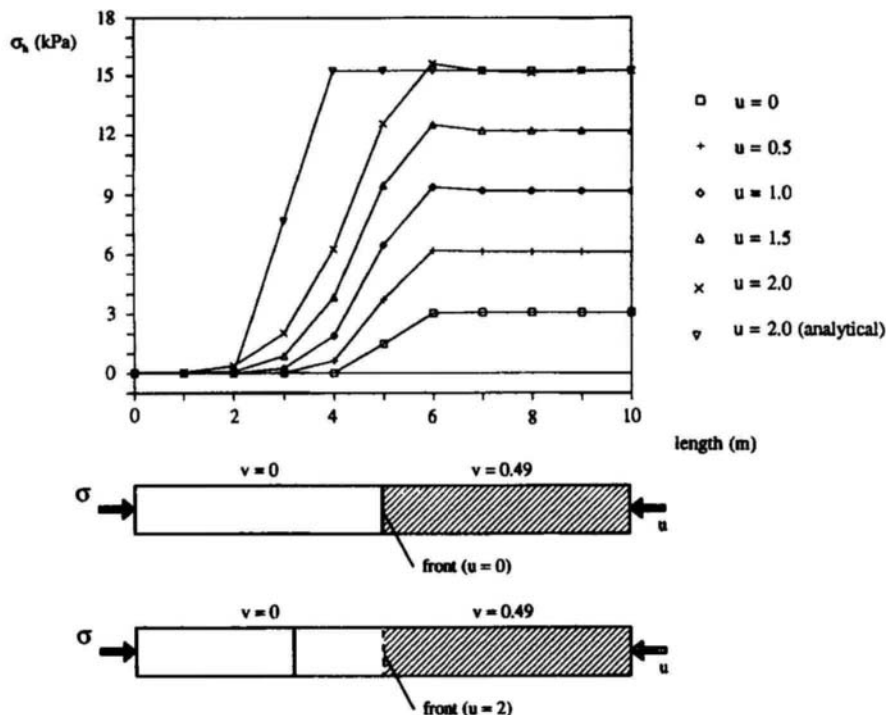 σh (kPa)
18
15
12
9
6
3
0
0 2 4 6 8 10
length (m)
u = 0
u = 0.5
u = 1.0
u = 1.5
u = 2.0
u = 2.0 (analytical)
v = 0 v = 0.49
σ u
front (u = 0)
v = 0 v = 0.49
σ u
front (u = 2)